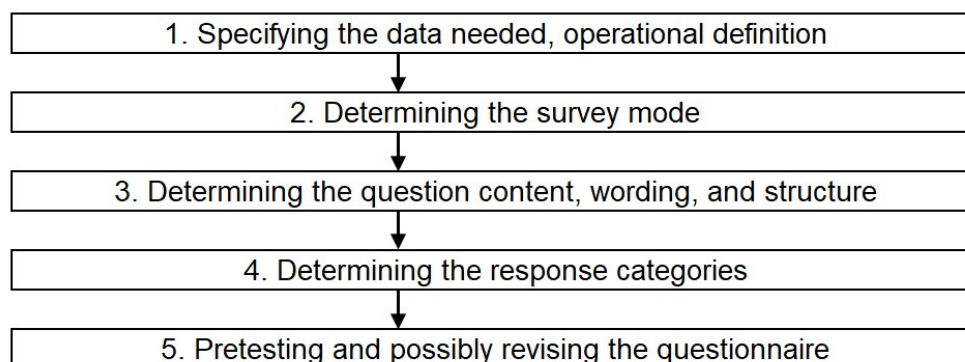 1. Specifying the data needed, operational definition
2. Determining the survey mode
3. Determining the question content, wording, and structure
4. Determining the response categories
5. Pretesting and possibly revising the questionnaire